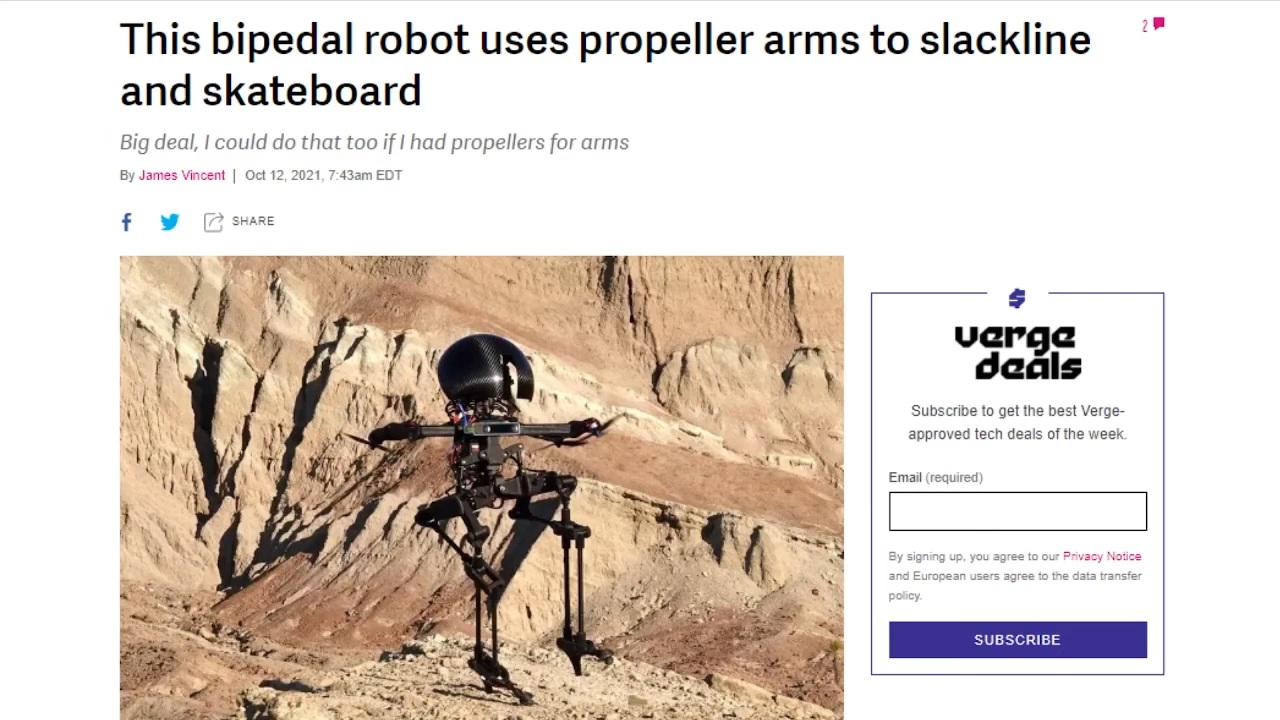 This bipedal robot uses propeller arms to slackline
and skateboard
2
Big deal, I could do that too if I had propellers for arms
By James Vincent | Oct 12, 2021, 7:43am EDT
SHARE
verge
deals
Subscribe to get the best Verge-
approved tech deals of the week.
Email (required)
By signing up, you agree to our Privacy Notice
and European users agree to the data transfer
policy.
SUBSCRIBE